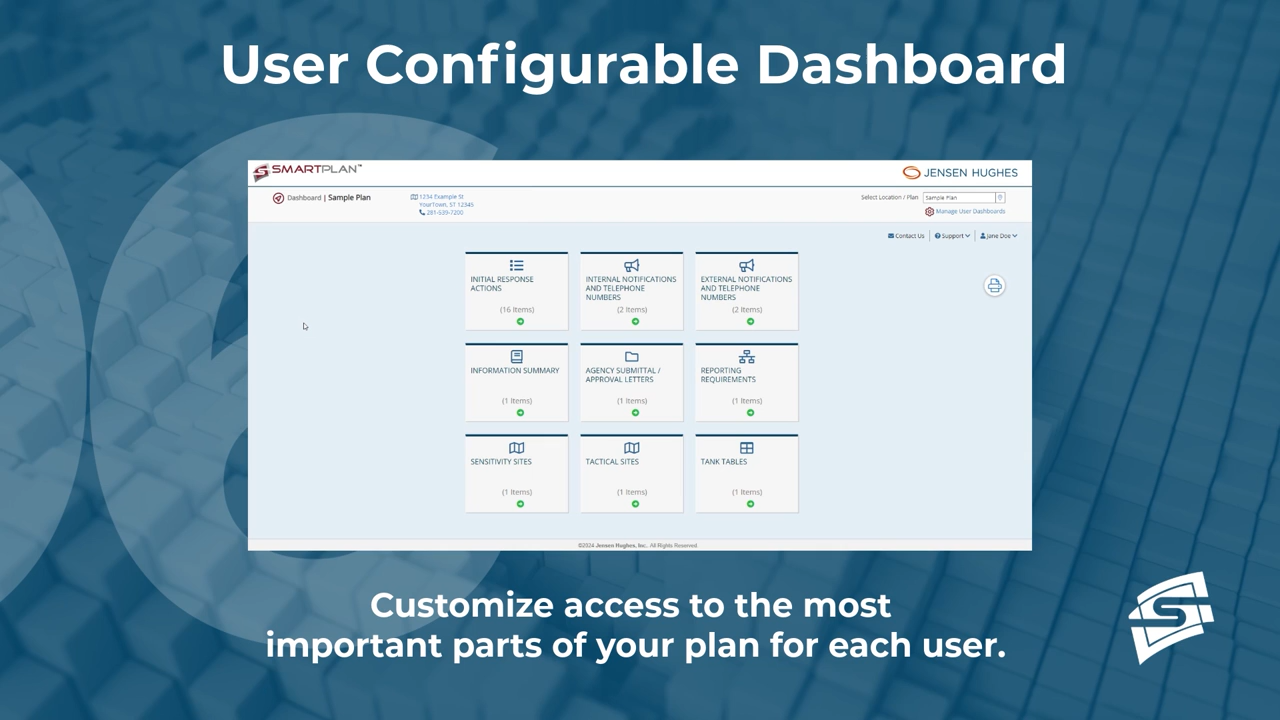 User Configurable Dashboard
SMARTPLAN™
JENSEN HUGHES
Dashboard | Sample Plan
1234 Example St
YourTown, ST 12345
281-539-7200
Select Location / Plan
Sample Plan
Manage User Dashboards
Contact Us
Support
Jane Doe
INITIAL RESPONSE
ACTIONS
(16 Items)
INTERNAL NOTIFICATIONS
AND TELEPHONE
NUMBERS
(2 Items)
EXTERNAL NOTIFICATIONS
AND TELEPHONE
NUMBERS
(2 Items)
INFORMATION SUMMARY
(1 Items)
AGENCY SUBMITTAL /
APPROVAL LETTERS
(1 Items)
REPORTING
REQUIREMENTS
(1 Items)
SENSITIVITY SITES
(1 Items)
TACTICAL SITES
(1 Items)
TANK TABLES
(1 Items)
©2024 Jensen Hughes, Inc.. All Rights Reserved
Customize access to the most
important parts of your plan for each user.